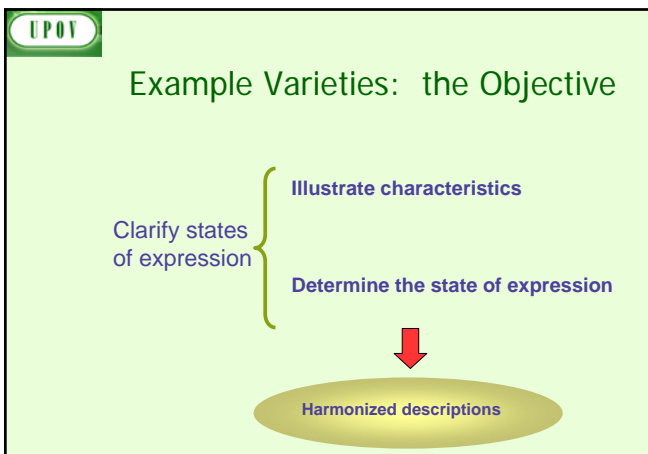 UPOV
Example Varieties: the Objective
Illustrate characteristics
Clarify states
of expression
Determine the state of expression
Harmonized descriptions